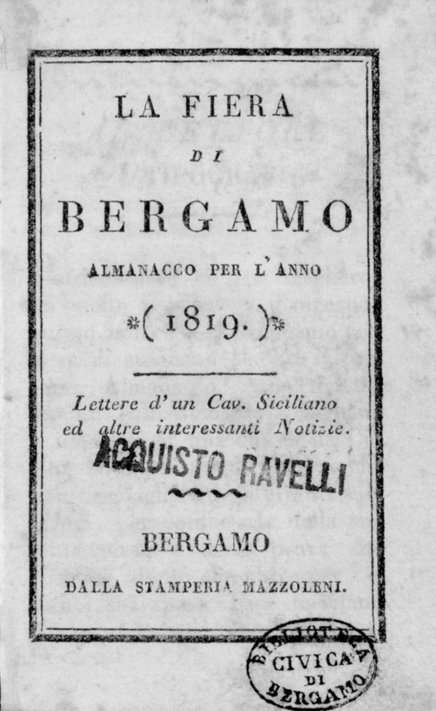 LA FIERA
DI
BERGAMO
ALMANACCO PER L'ANNO
*( 1819. )*
Lettere d' un Cav. Siciliano
ed altre interessanti Notizie.
ACQUISTO RAVELLI
BERGAMO
DALLA STAMPERIA MAZZOLENI.
BIBLIOTECA
CIVICA
DI
BERGAMO